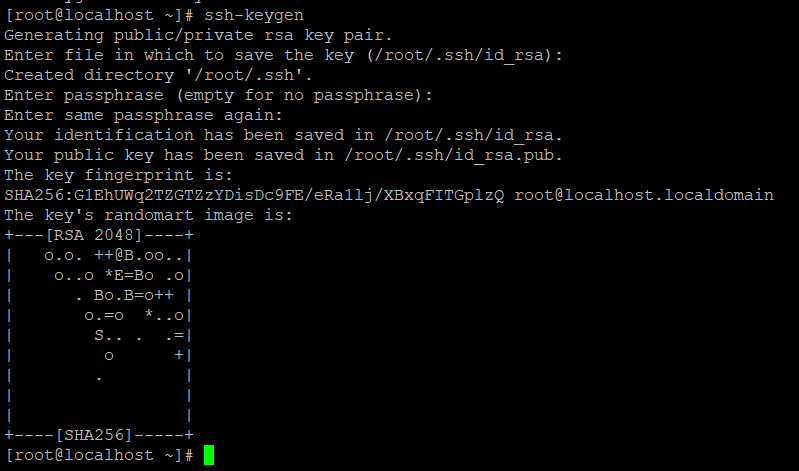 [root@localhost ~]# ssh-keygen
Generating public/private rsa key pair.
Enter file in which to save the key (/root/.ssh/id_rsa):
Created directory '/root/.ssh'.
Enter passphrase (empty for no passphrase):
Enter same passphrase again:
Your identification has been saved in /root/.ssh/id_rsa.
Your public key has been saved in /root/.ssh/id_rsa.pub.
The key fingerprint is:
SHA256:G1EhUWq2TZGTZzYDisDc9FE/eRa1lj/XBxqFITGplzQ root@localhost.localdomain
The key's randomart image is:
+---[RSA 2048]----+
|   o.o. ++@B.oo..|
|    o..o *E=Bo .o|
|      . Bo.B=o++ |
|       o.=o  *..o|
|        S.. .  .=|
|         o      +|
|        .        |
|                 |
|                 |
+----[SHA256]-----+
[root@localhost ~]#